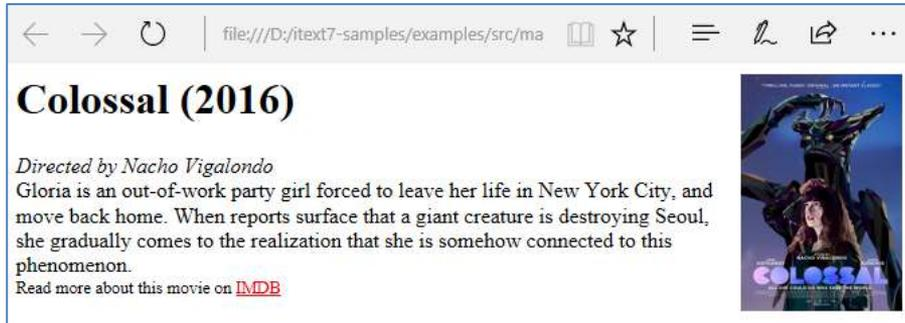 file:///D:/itext7-samples/examples/src/ma
Colossal (2016)
Directed by Nacho Vigalondo
Gloria is an out-of-work party girl forced to leave her life in New York City, and
move back home. When reports surface that a giant creature is destroying Seoul,
she gradually comes to the realization that she is somehow connected to this
phenomenon.
Read more about this movie on IMDB
NACHO VIGALONDO
COLOSSAL